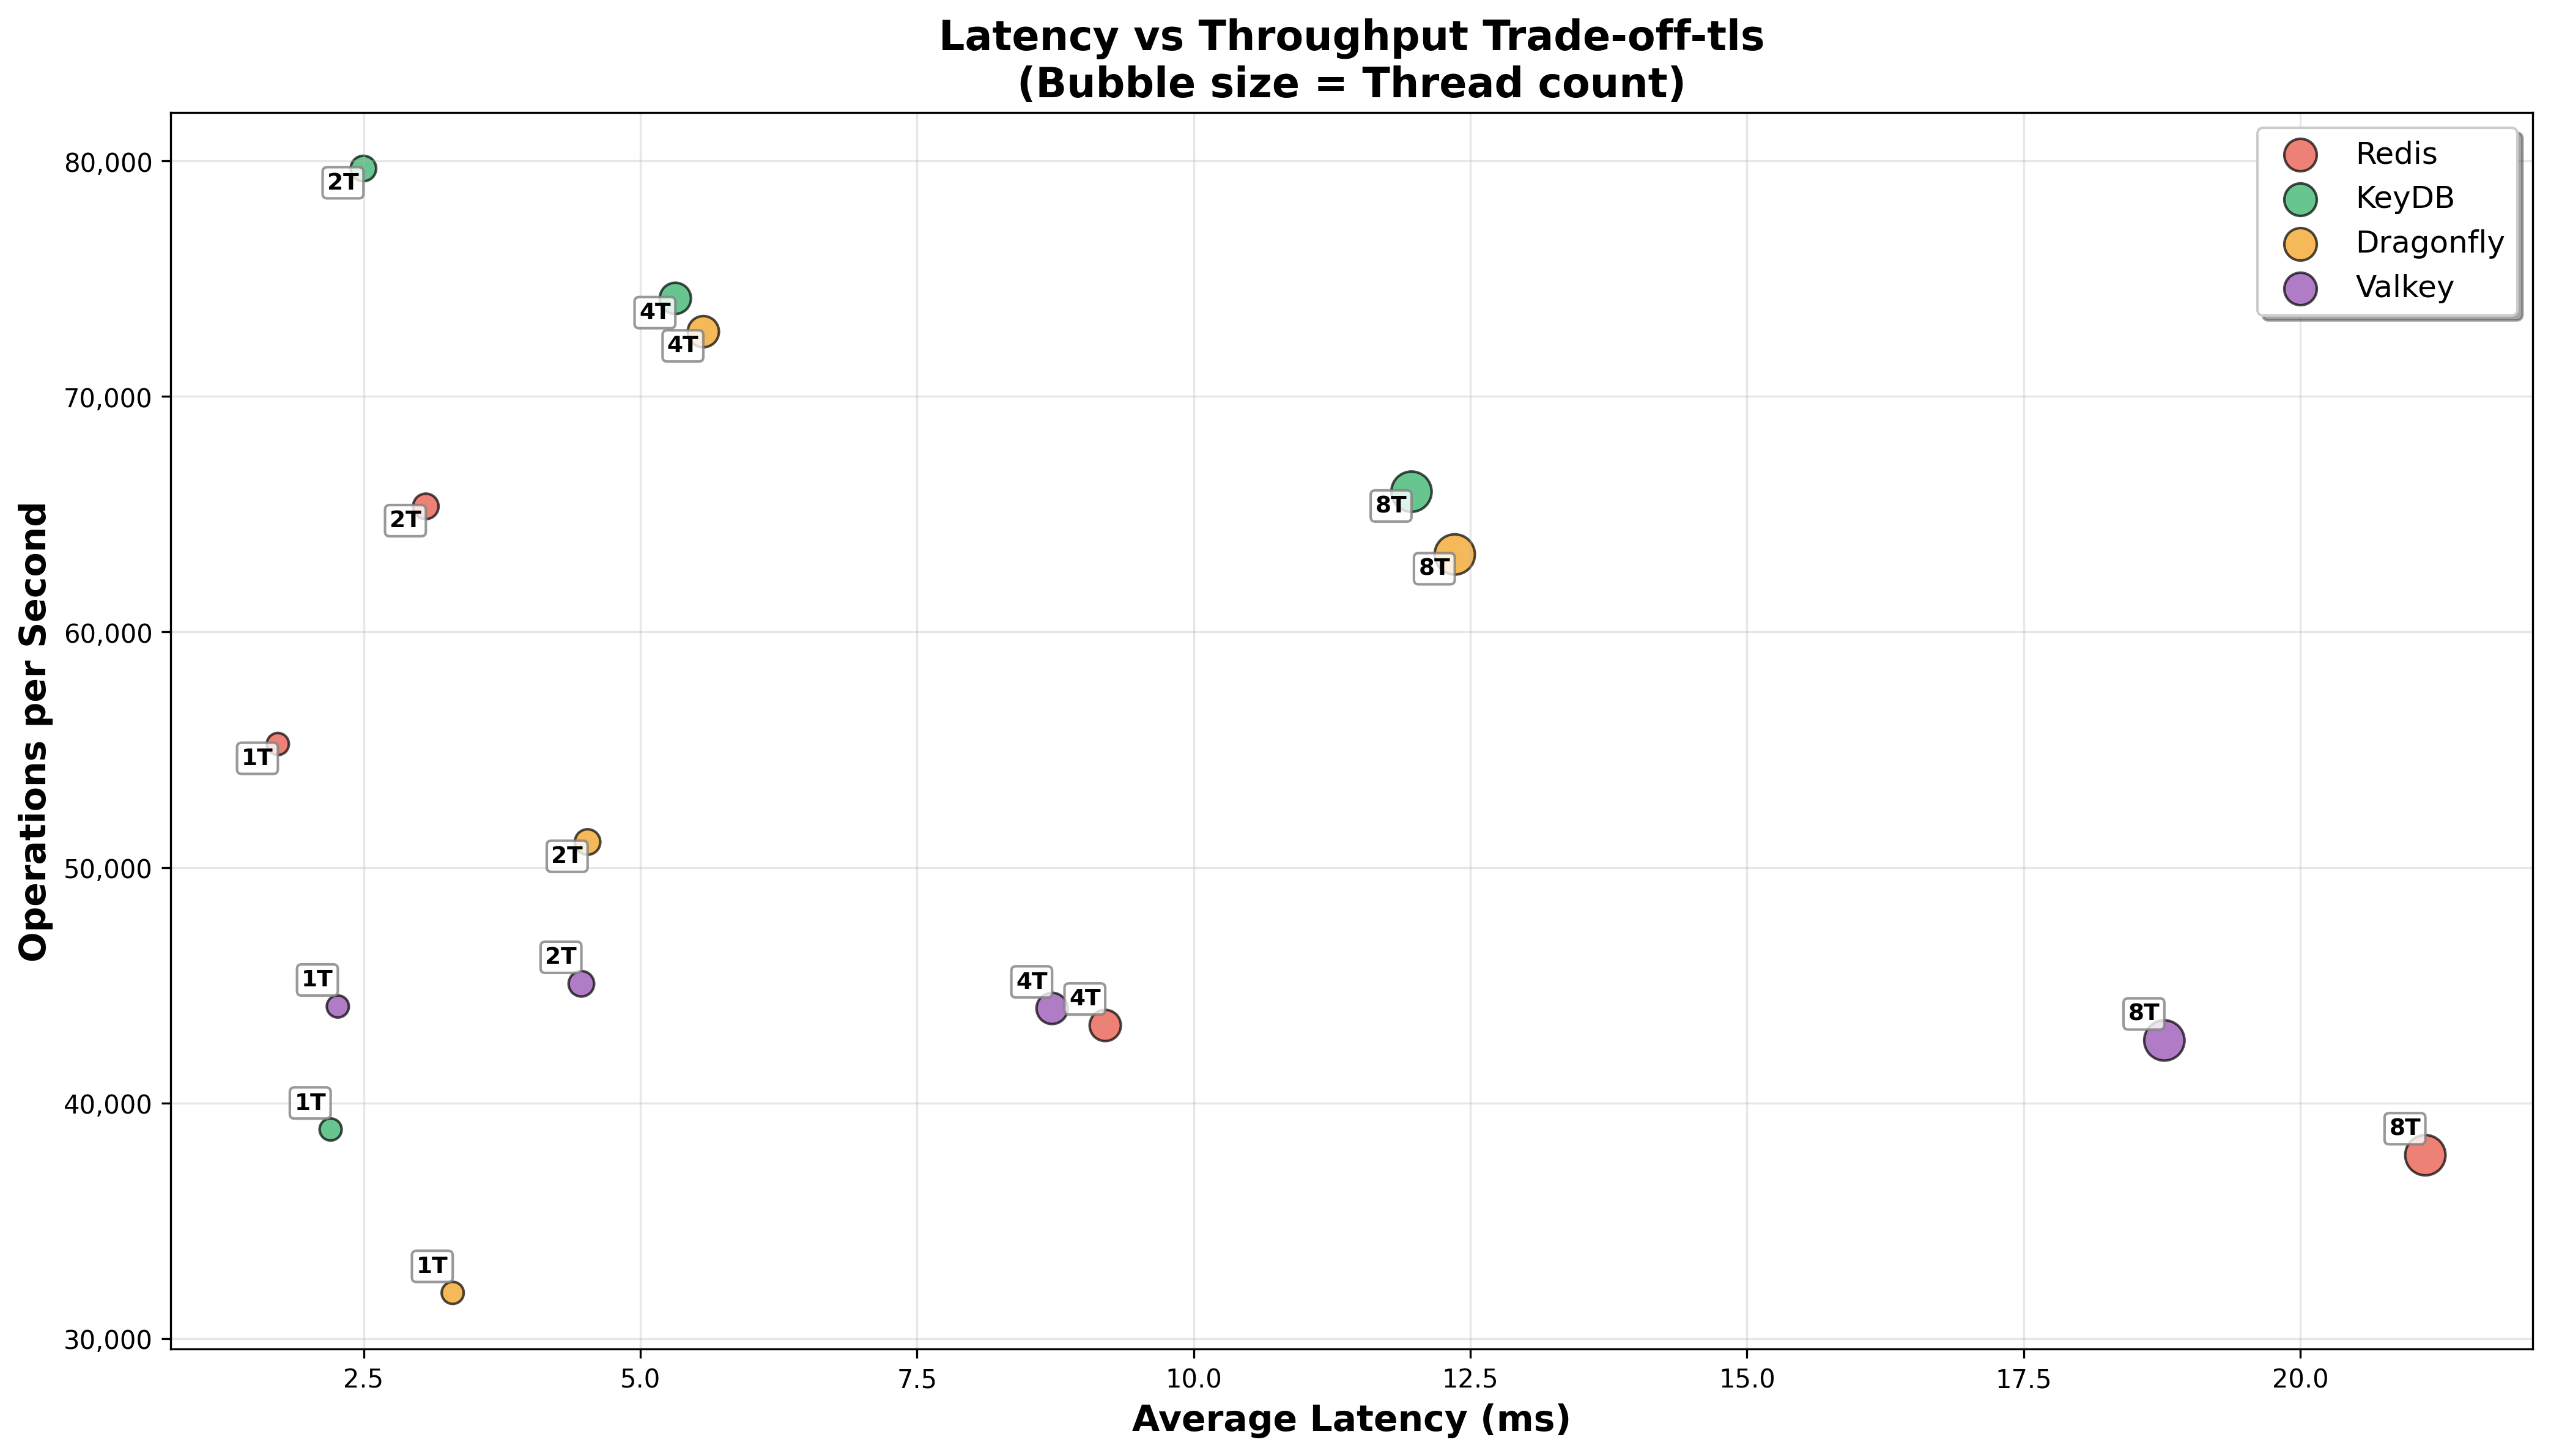 Latency vs Throughput Trade-off-tls
(Bubble size = Thread count)
Redis
KeyDB
Dragonfly
Valkey
Operations per Second
80,000
70,000
60,000
50,000
40,000
30,000
2T
4T
4T
2T
8T
8T
1T
2T
2T
1T
4T
4T
8T
1T
8T
1T
2.5
5.0
7.5
10.0
12.5
15.0
17.5
20.0
Average Latency (ms)